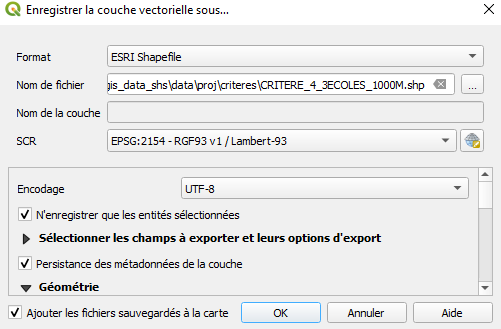 Enregistrer la couche vectorielle sous...
Format ESRI Shapefile
Nom de fichier gis_data_shs\data\proj\criteres\CRITERE_4_3ECOLES_1000M.shp ...
Nom de la couche
SCR EPSG:2154 - RGF93 v1 / Lambert-93
Encodage UTF-8
N'enregistrer que les entités sélectionnées
Sélectionner les champs à exporter et leurs options d'export
Persistance des métadonnées de la couche
Géométrie
Ajouter les fichiers sauvegardés à la carte OK Annuler Aide